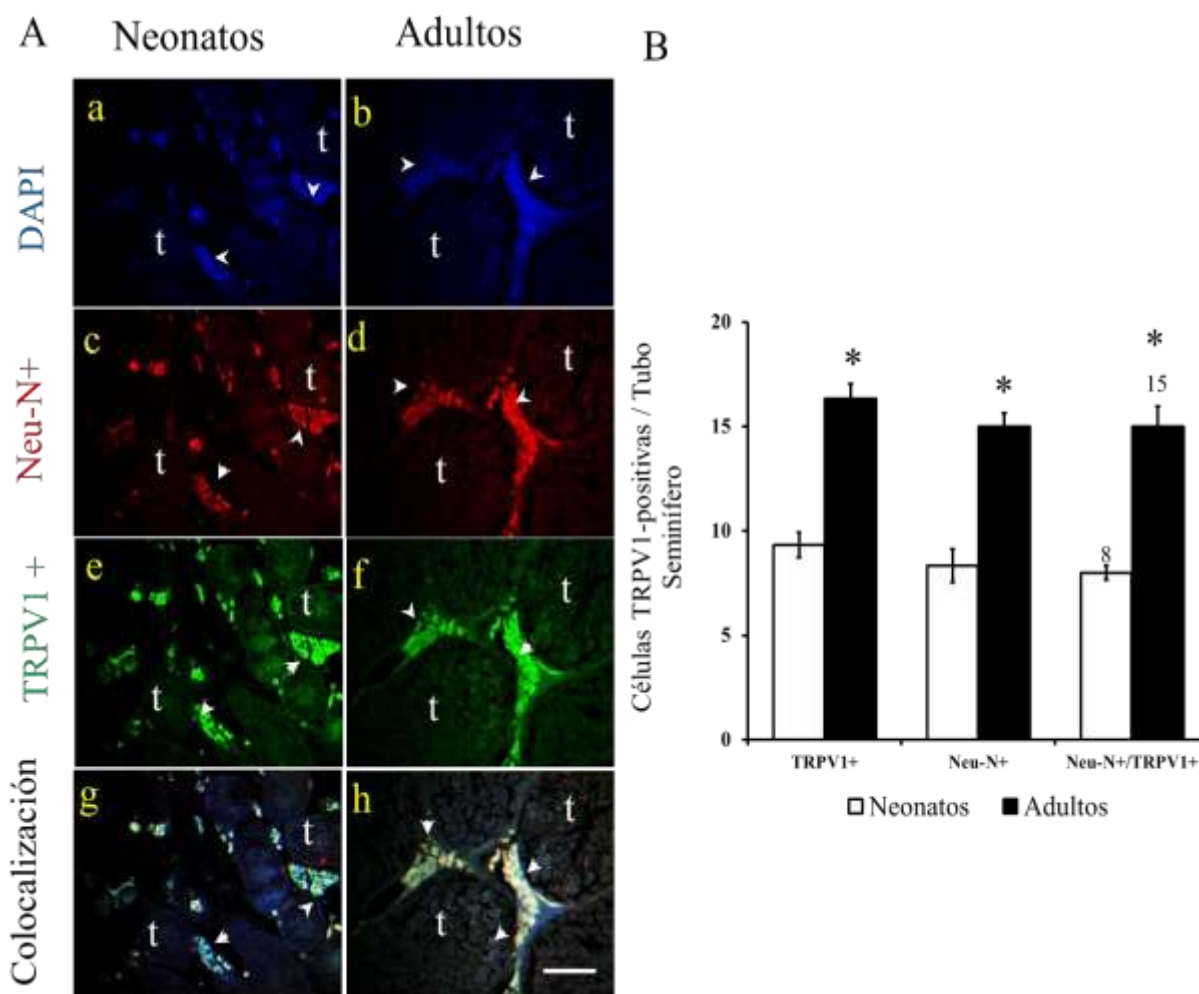 A
Neonatos
Adultos
B
DAPI
a
t
t
b
t
t
Neu-N+
c
t
t
d
t
t
TRPV1 +
e
t
t
f
t
t
Colocalización
g
t
t
h
t
t
Células TRPV1-positivas / Tubo
Seminífero
20
15
10
5
0
*
*
*
15
8
TRPV1+
Neu-N+
Neu-N+/TRPV1+
Neonatos
Adultos